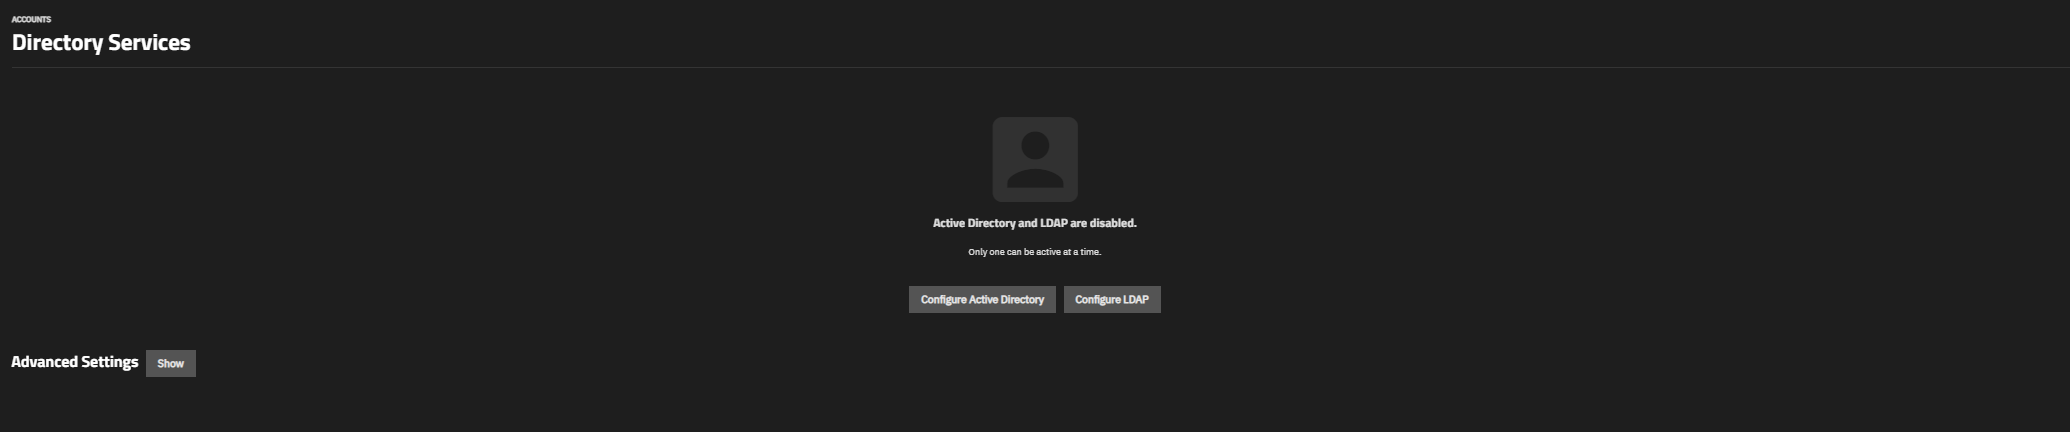 ACCOUNTS
Directory Services
Active Directory and LDAP are disabled.
Only one can be active at a time.
Configure Active Directory Configure LDAP
Advanced Settings Show